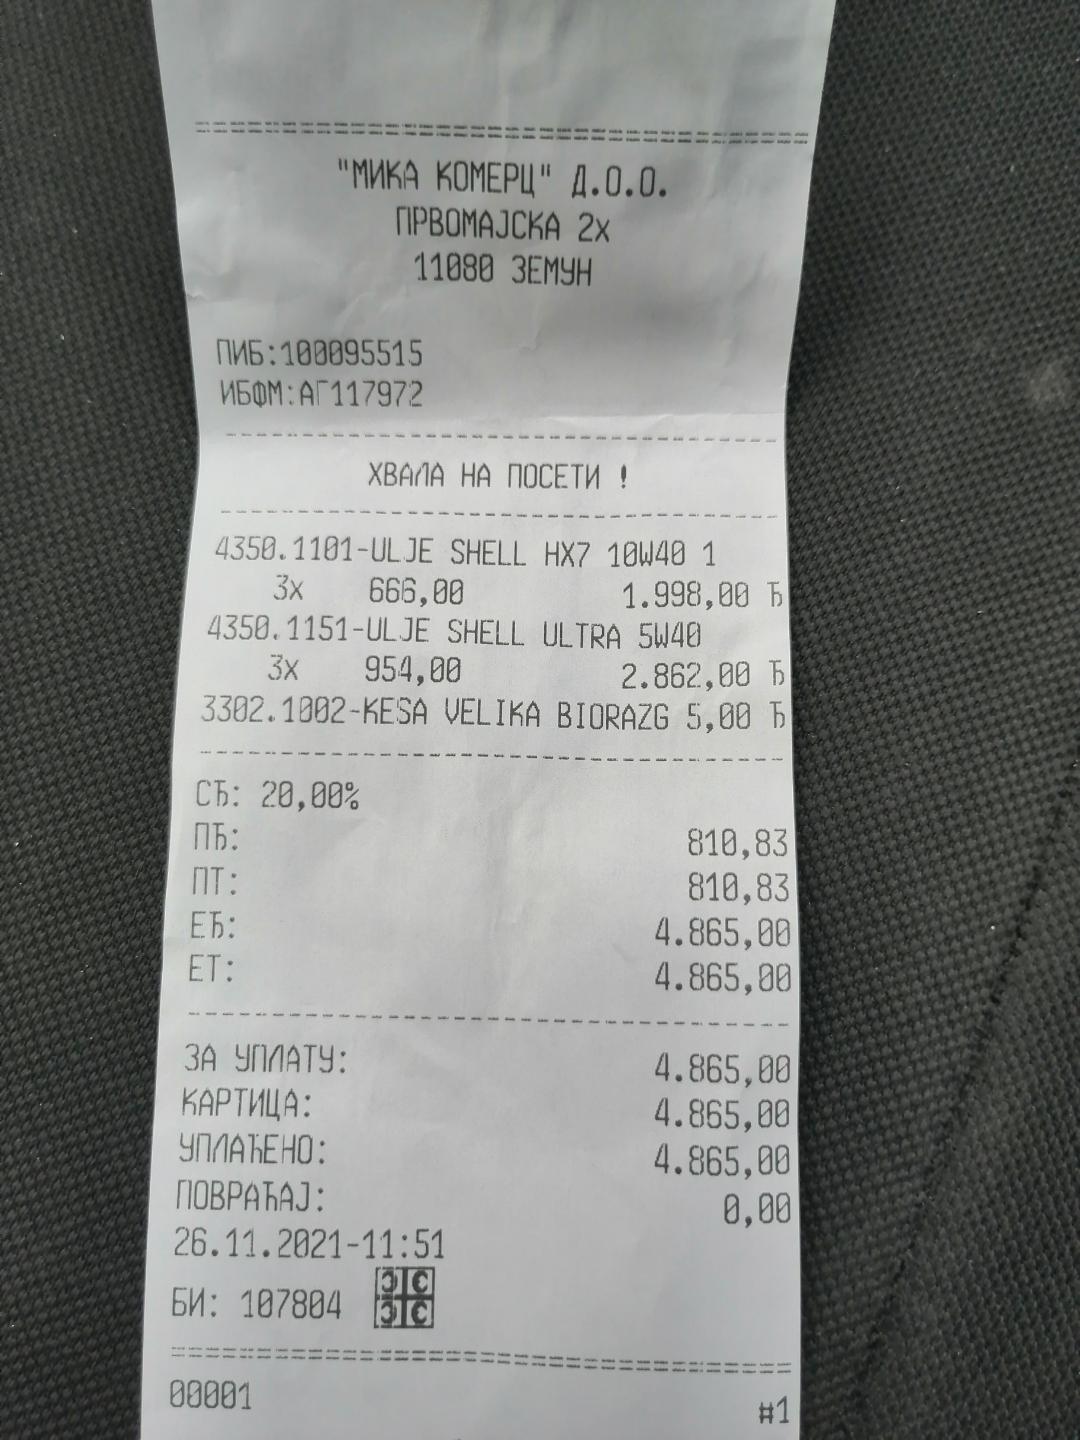 "МИКА КОМЕРЦ" Д.О.О.
ПРВОМАЈСКА 2x
11080 ЗЕМУН
ПИБ:100095515
ИБФМ:АГ117972
ХВАЛА НА ПОСЕТИ !
4350.1101-ULJE SHELL HX7 10W40 1
3x 666,00 1.998,00 Ђ
4350.1151-ULJE SHELL ULTRA 5W40
3x 954,00 2.862,00 Ђ
3302.1002-KESA VELIKA BIORAZG 5,00 Ђ
СЂ: 20,00%
ПЂ: 810,83
ПТ: 810,83
ЕЂ: 4.865,00
ЕТ: 4.865,00
ЗА УПЛАТУ: 4.865,00
КАРТИЦА: 4.865,00
УПЛАЋЕНО: 4.865,00
ПОВРАЋАЈ: 0,00
26.11.2021-11:51
БИ: 107804
00001 #1